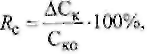 R_c = ΔC_к / C_ко · 100%,